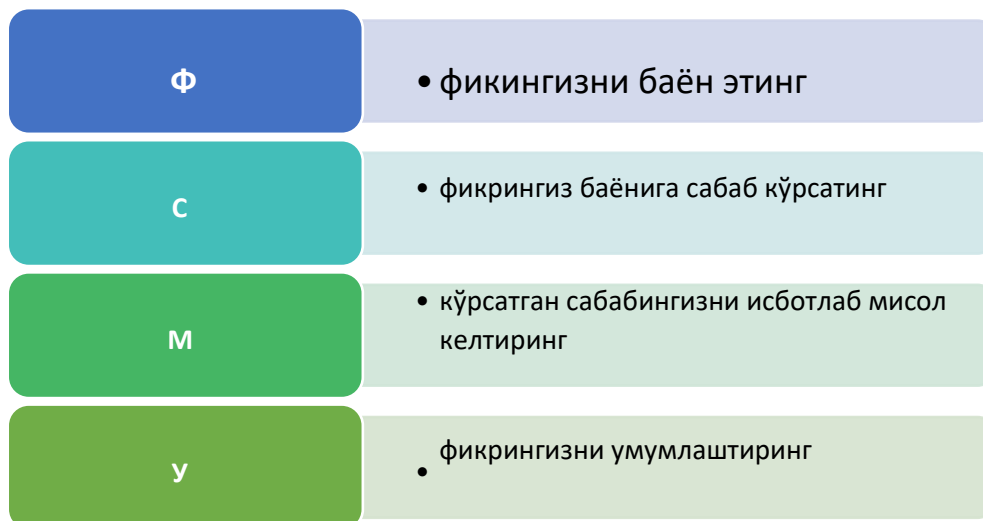 Ф
• фикингизни баён этинг
С
• фикрингиз баёнига сабаб кўрсатинг
М
• кўрсатган сабабингизни исботлаб мисол
келтиринг
У
• фикрингизни умумлаштиринг